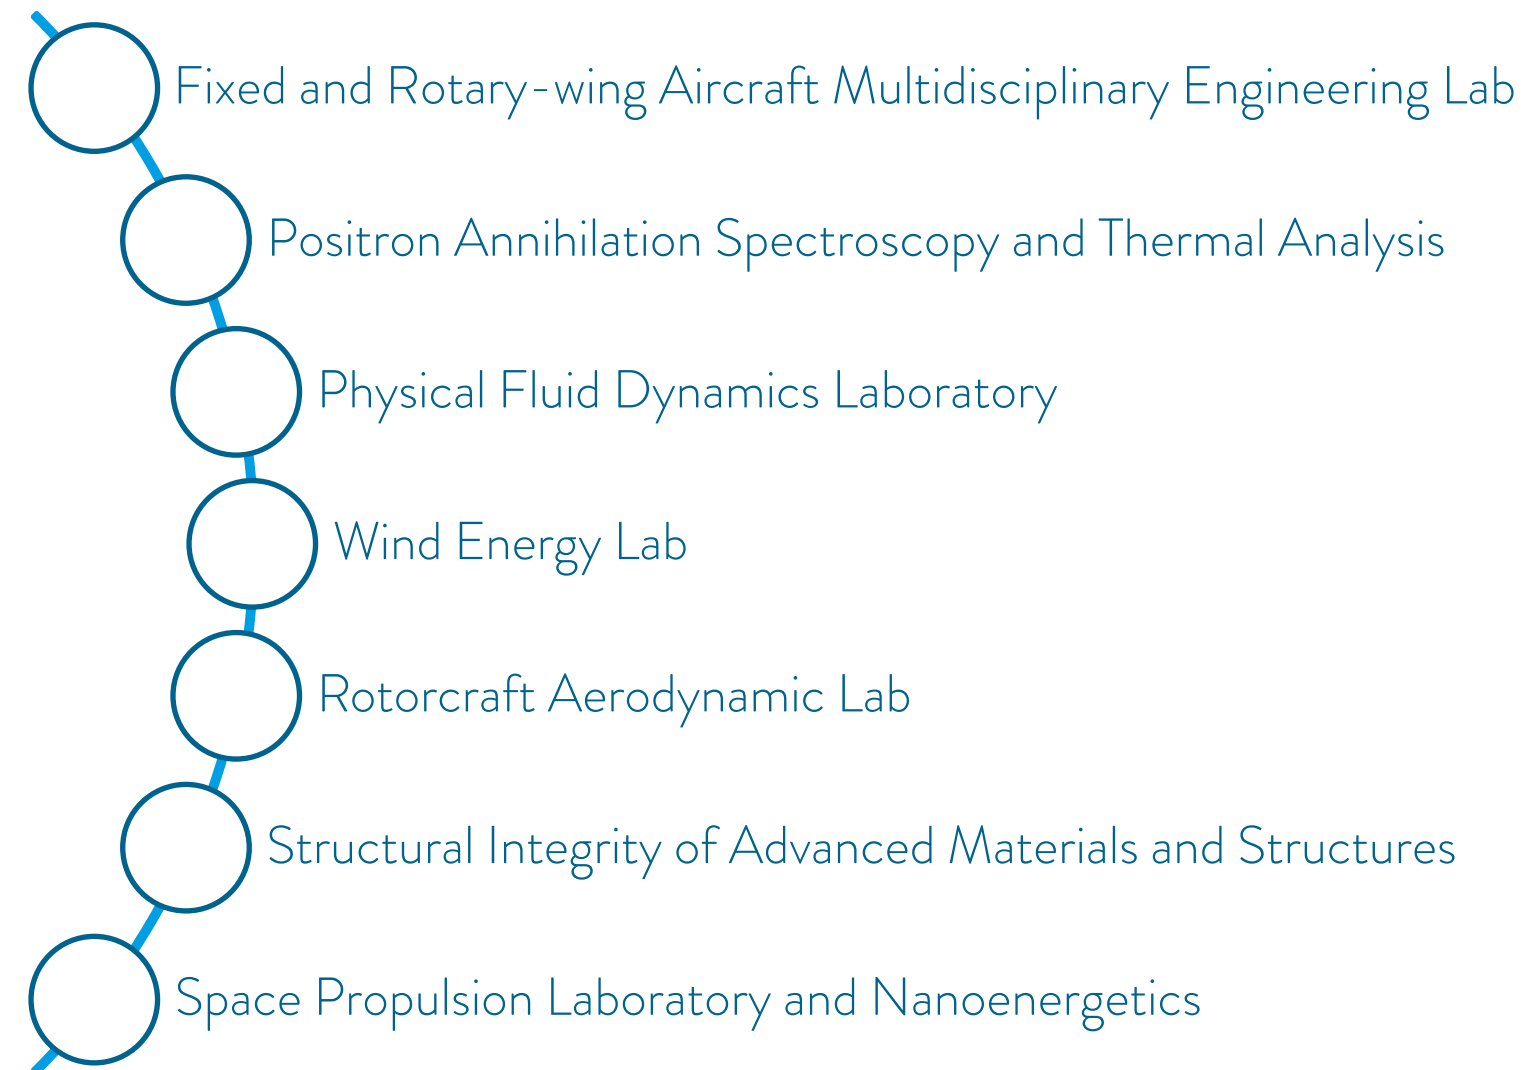 Fixed and Rotary-wing Aircraft Multidisciplinary Engineering Lab
Positron Annihilation Spectroscopy and Thermal Analysis
Physical Fluid Dynamics Laboratory
Wind Energy Lab
Rotorcraft Aerodynamic Lab
Structural Integrity of Advanced Materials and Structures
Space Propulsion Laboratory and Nanoenergetics